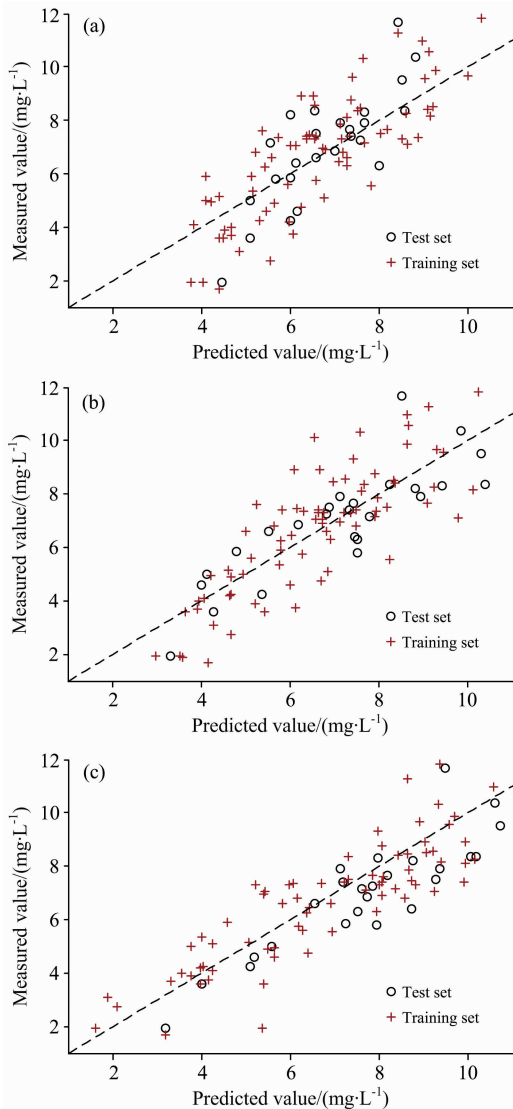 (a)
12
10
8
6
4
2
Measured value/(mg·L⁻¹)
Test set
Training set
2 4 6 8 10
Predicted value/(mg·L⁻¹)
(b)
12
10
8
6
4
2
Measured value/(mg·L⁻¹)
Test set
Training set
2 4 6 8 10
Predicted value/(mg·L⁻¹)
(c)
12
10
8
6
4
2
Measured value/(mg·L⁻¹)
Test set
Training set
2 4 6 8 10
Predicted value/(mg·L⁻¹)